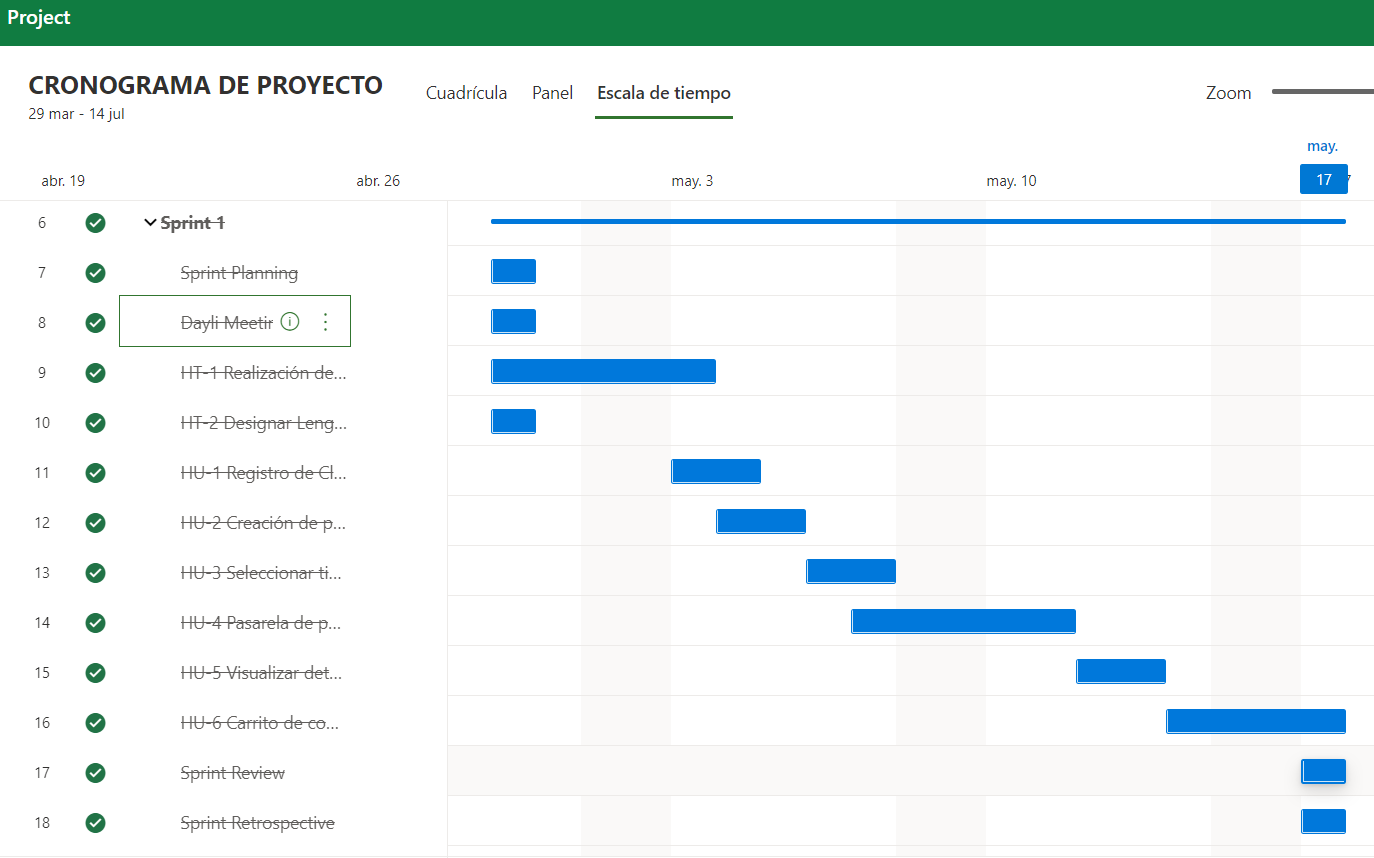 Project
CRONOGRAMA DE PROYECTO
29 mar - 14 jul
Cuadrícula Panel Escala de tiempo Zoom
may.
abr. 19 abr. 26 may. 3 may. 10 17
6 Sprint 1
7 Sprint Planning
8 Dayli Meetir
9 HT-1 Realización de...
10 HT-2 Designar Leng...
11 HU-1 Registro de Cl...
12 HU-2 Creación de p...
13 HU-3 Seleccionar ti...
14 HU-4 Pasarela de p...
15 HU-5 Visualizar det...
16 HU-6 Carrito de co...
17 Sprint Review
18 Sprint Retrospective